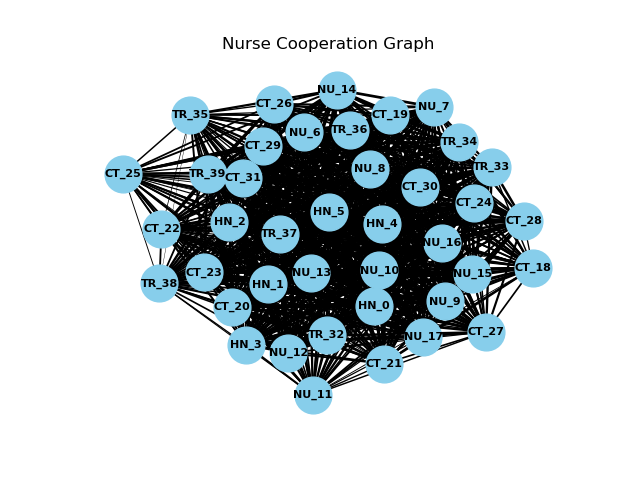 Nurse Cooperation Graph
NU_14
CT_26
NU_7
TR_35
CT_19
NU_6
TR_36
TR_34
CT_29
TR_33
NU_8
CT_25
TR_39
CT_31
CT_30
CT_24
HN_5
HN_2
CT_28
HN_4
CT_22
TR_37
NU_16
CT_18
NU_10
CT_23
NU_13
NU_15
TR_38
HN_1
NU_9
HN_0
CT_20
CT_27
TR_32
NU_17
HN_3
NU_12
CT_21
NU_11